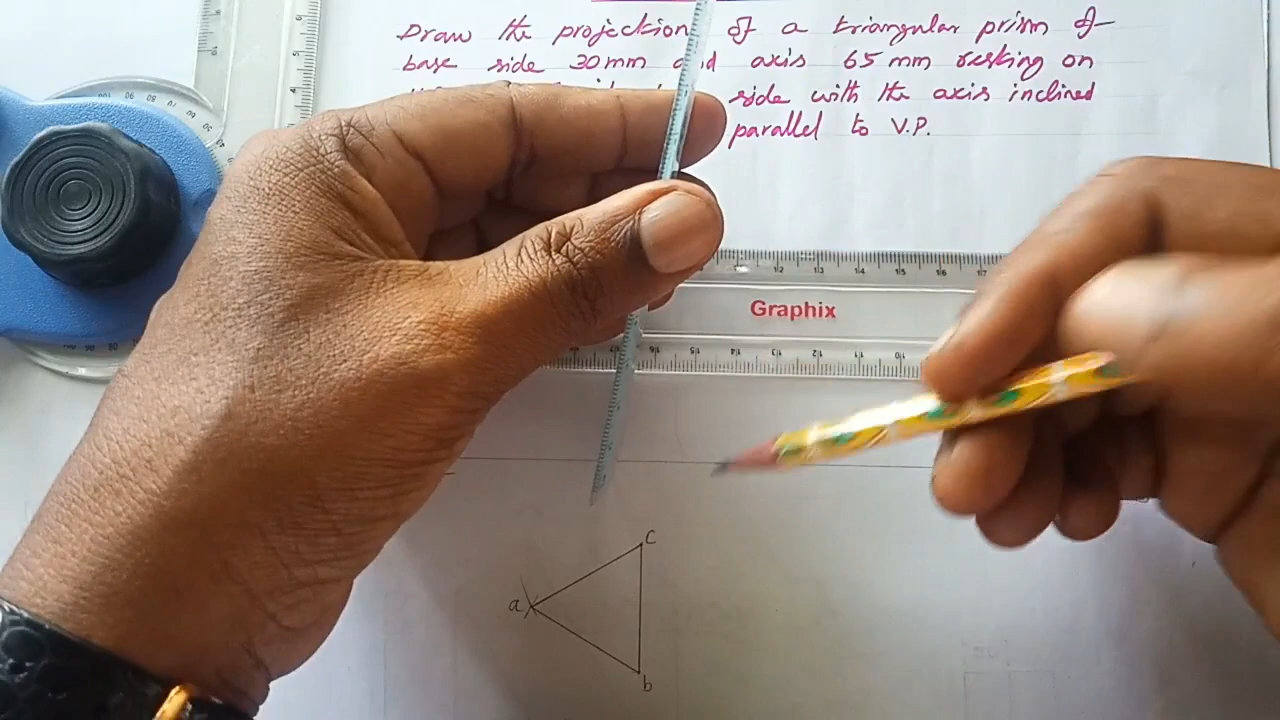 Draw the projection of a triangular prism of
base side 30mm and axis 65 mm resting on
side with the axis inclined
parallel to V.P.
Graphix
c
a
b